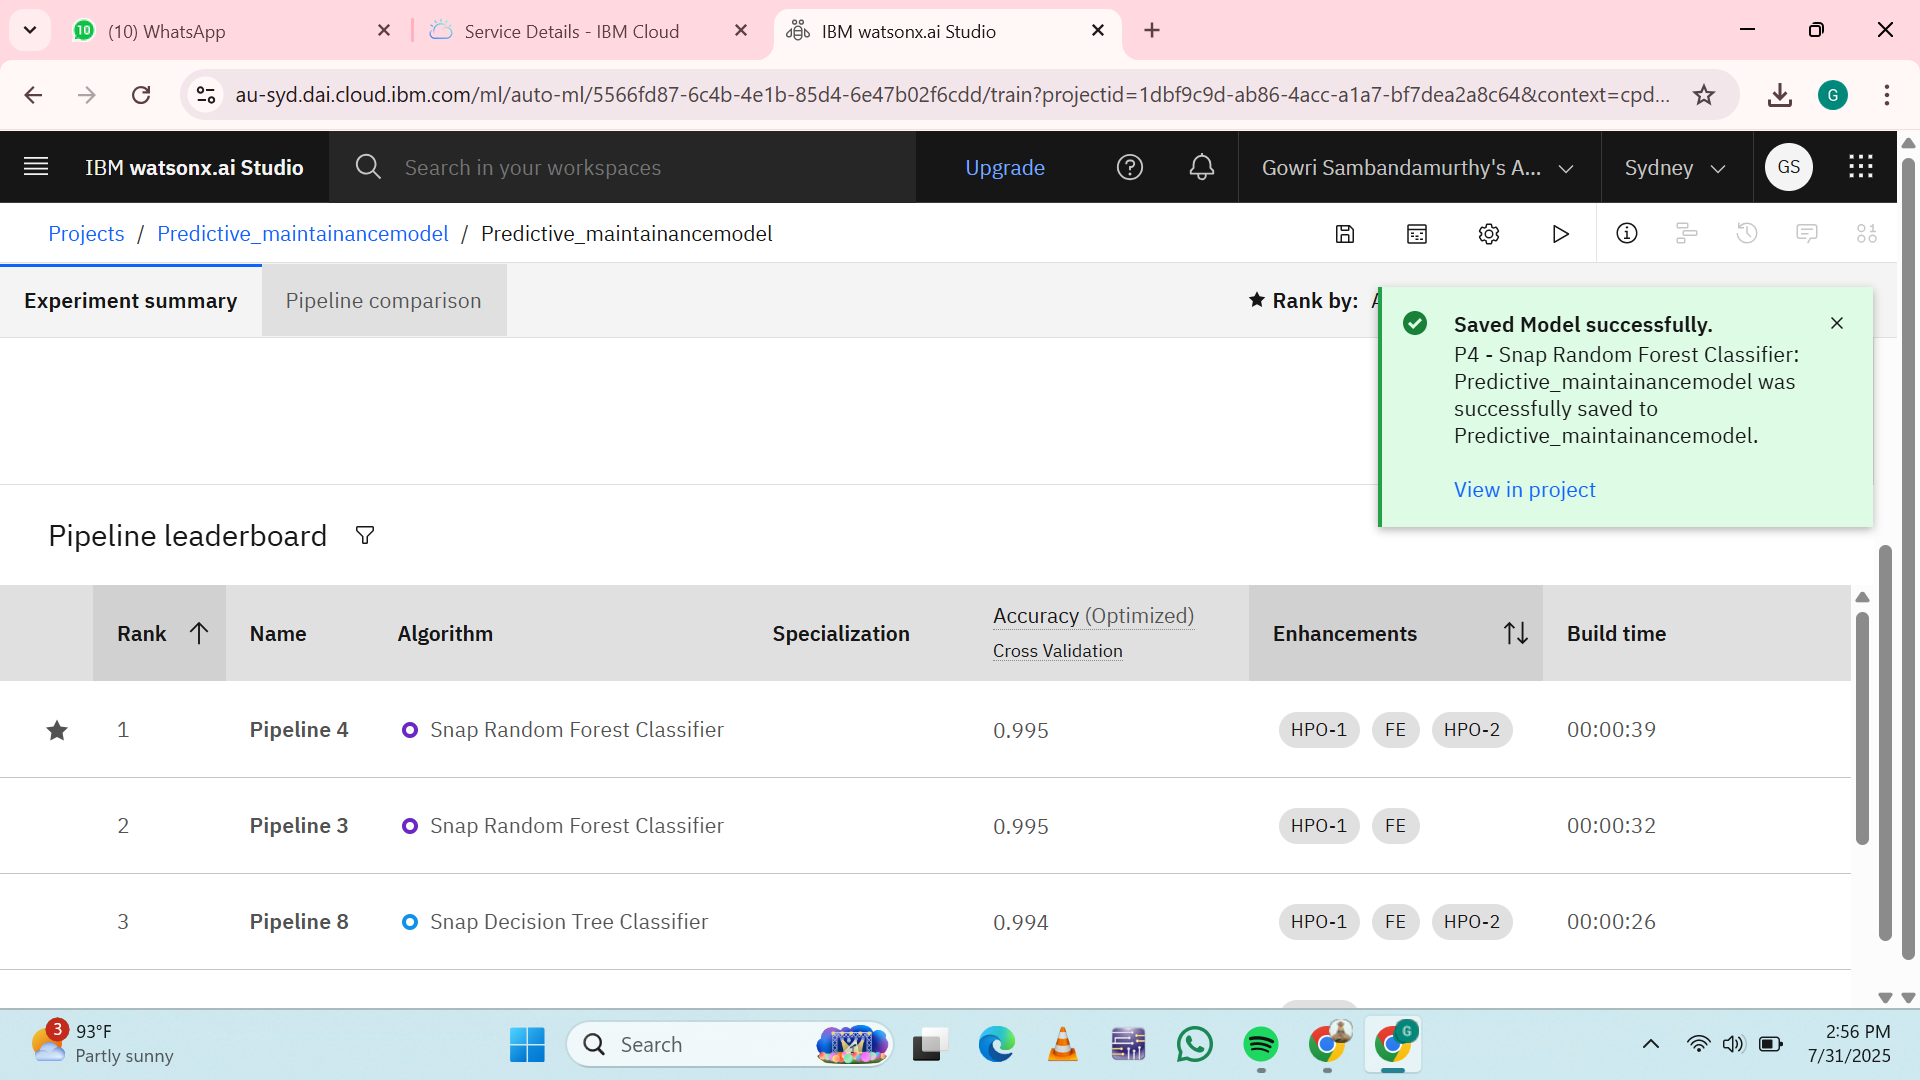 10
(10) WhatsApp
Service Details - IBM Cloud
IBM watsonx.ai Studio
au-syd.dai.cloud.ibm.com/ml/auto-ml/5566fd87-6c4b-4e1b-85d4-6e47b02f6cdd/train?projectid=1dbf9c9d-ab86-4acc-a1a7-bf7dea2a8c64&context=cpd...
G
IBM watsonx.ai Studio
Search in your workspaces
Upgrade
Gowri Sambandamurthy's A...
Sydney
GS
Projects / Predictive_maintainancemodel / Predictive_maintainancemodel
Experiment summary
Pipeline comparison
Rank by: A
Saved Model successfully.
P4 - Snap Random Forest Classifier:
Predictive_maintainancemodel was
successfully saved to
Predictive_maintainancemodel.
View in project
Pipeline leaderboard
Rank
Name
Algorithm
Specialization
Accuracy (Optimized)
Cross Validation
Enhancements
Build time
1 Pipeline 4 Snap Random Forest Classifier 0.995 HPO-1 FE HPO-2 00:00:39
2 Pipeline 3 Snap Random Forest Classifier 0.995 HPO-1 FE 00:00:32
3 Pipeline 8 Snap Decision Tree Classifier 0.994 HPO-1 FE HPO-2 00:00:26
3
93°F
Partly sunny
Search
G
2:56 PM
7/31/2025